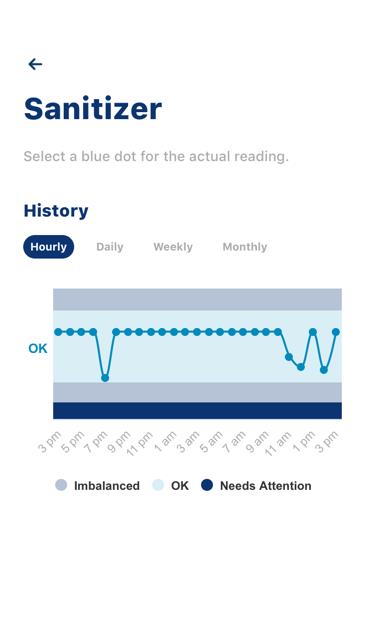 Sanitizer
Select a blue dot for the actual reading.
History
Hourly Daily Weekly Monthly
OK
3 pm 5 pm 7 pm 9 pm 11 pm 1 am 3 am 5 am 7 am 9 am 11 am 1 pm 3 pm
Imbalanced OK Needs Attention